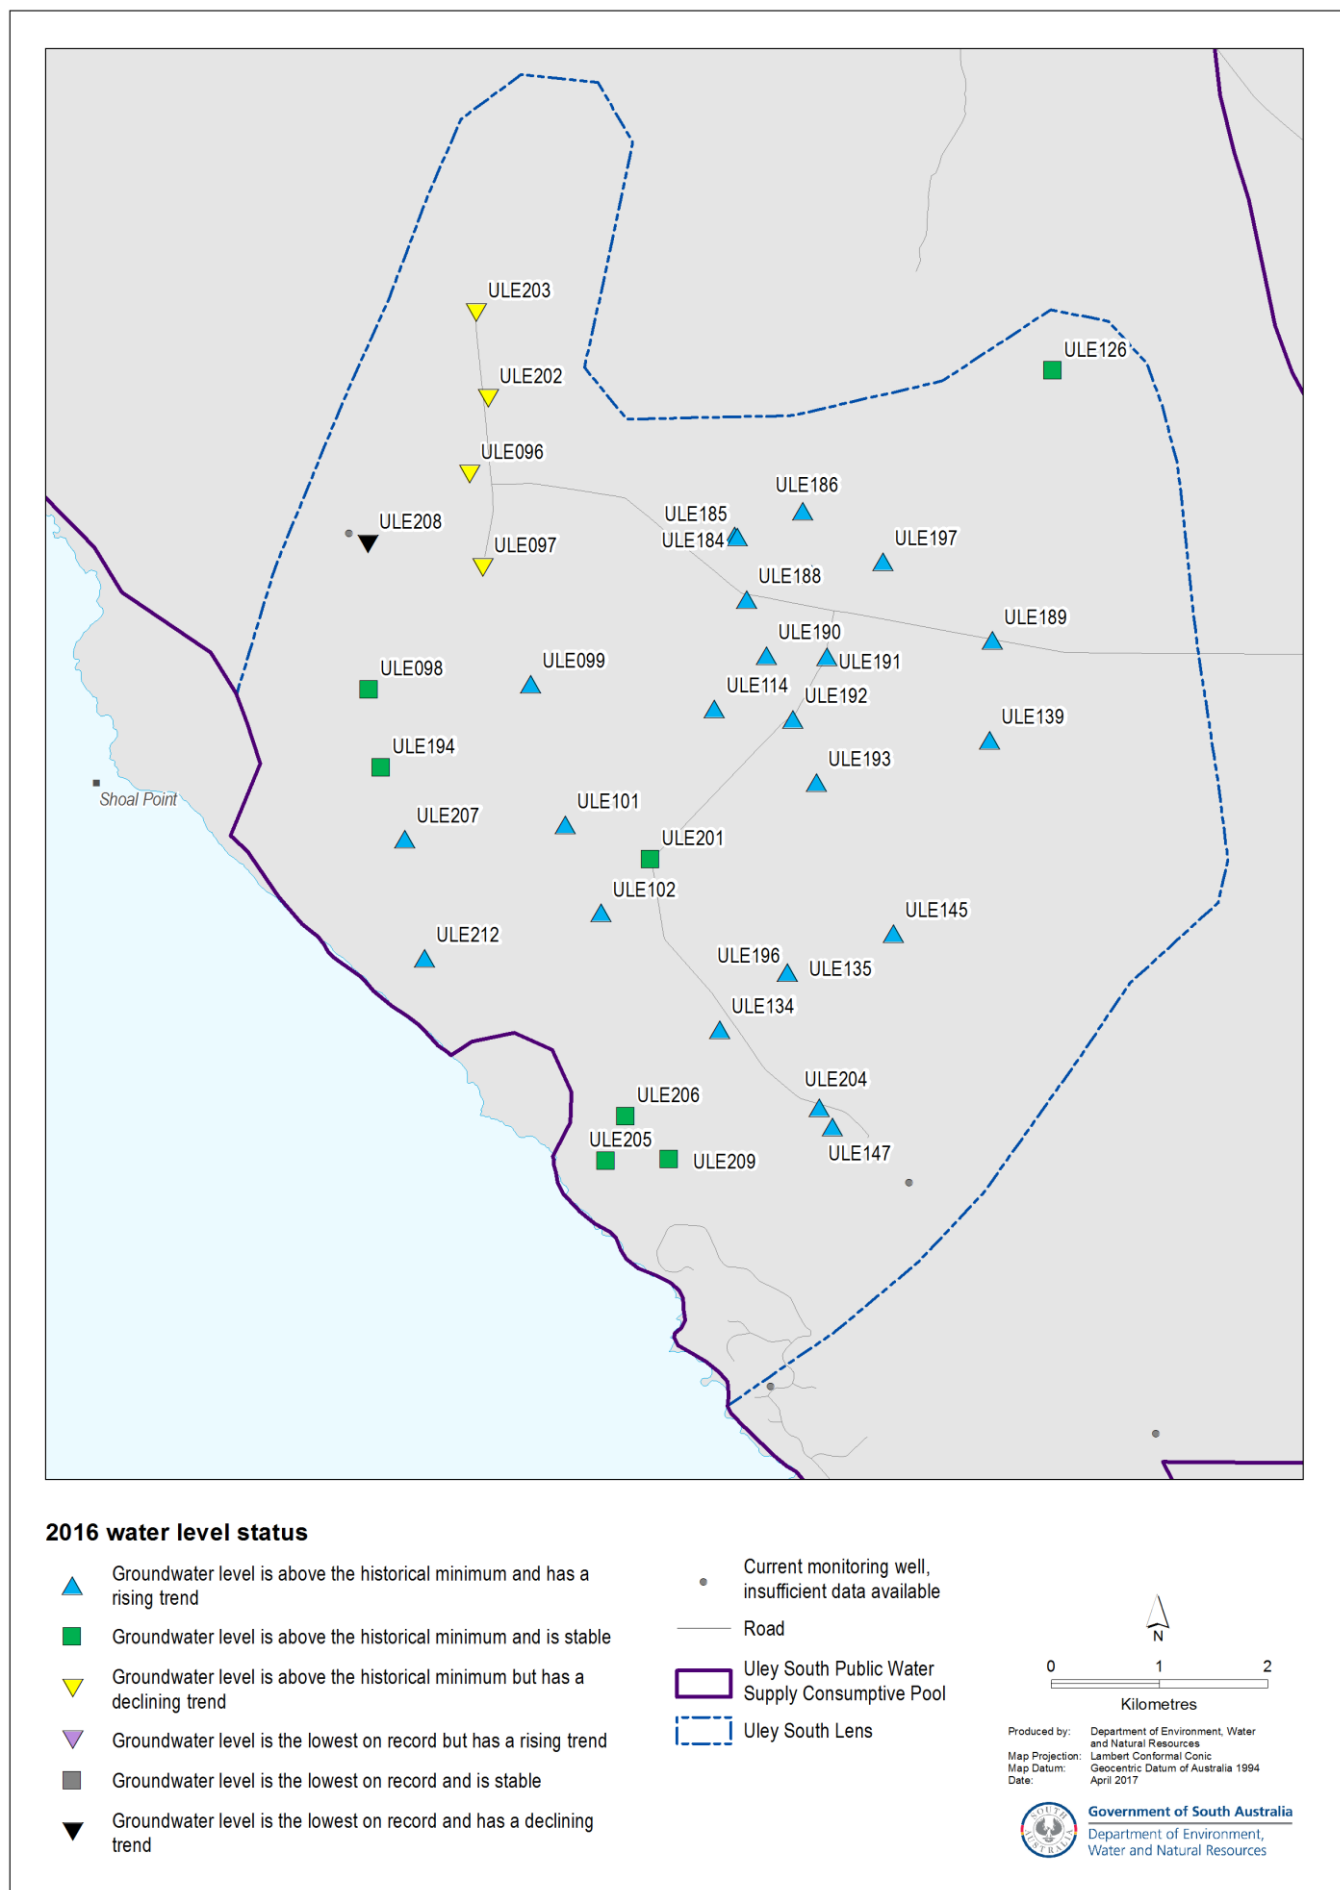 ULE203
ULE126
ULE202
ULE096
ULE186
ULE185
ULE208
ULE184
ULE197
ULE097
ULE188
ULE189
ULE190
ULE099
ULE191
ULE098
ULE114
ULE192
ULE139
ULE194
ULE193
Shoal Point
ULE101
ULE207
ULE201
ULE102
ULE145
ULE212
ULE196
ULE135
ULE134
ULE204
ULE206
ULE205
ULE147
ULE209
2016 water level status
Groundwater level is above the historical minimum and has a
rising trend
Groundwater level is above the historical minimum and is stable
Groundwater level is above the historical minimum but has a
declining trend
Groundwater level is the lowest on record but has a rising trend
Groundwater level is the lowest on record and is stable
Groundwater level is the lowest on record and has a declining
trend
Current monitoring well,
insufficient data available
Road
Uley South Public Water
Supply Consumptive Pool
Uley South Lens
N
0 1 2
Kilometres
Produced by: Department of Environment, Water
and Natural Resources
Map Projection: Lambert Conformal Conic
Map Datum: Geocentric Datum of Australia 1994
Date: April 2017
SOUTH AUSTRALIA
Government of South Australia
Department of Environment,
Water and Natural Resources